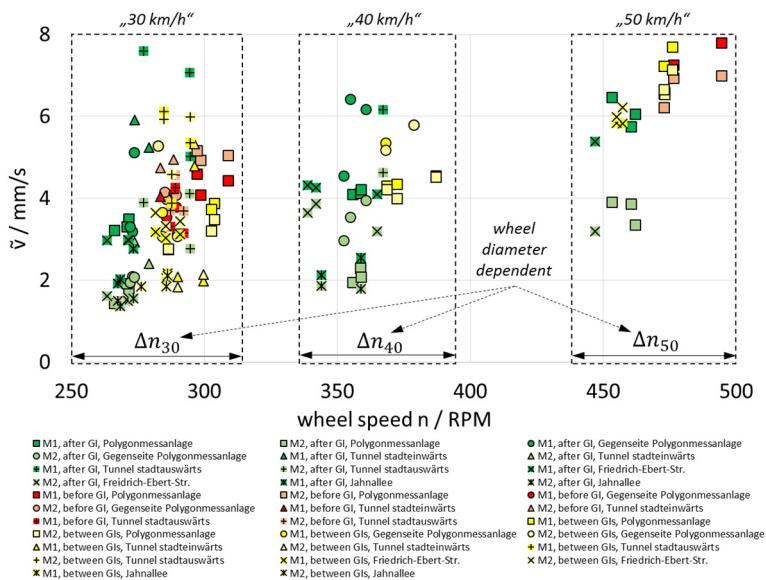 „30 km/h“ „40 km/h“ „50 km/h“
8
6
4
2
0
ṽ / mm/s
wheel
diameter
dependent
Δn30 Δn40 Δn50
250 300 350 400 450 500
wheel speed n / RPM
M1, after GI, Polygonmessanlage M2, after GI, Polygonmessanlage M1, after GI, Gegenseite Polygonmessanlage
M2, after GI, Gegenseite Polygonmessanlage M1, after GI, Tunnel stadteinwärts M2, after GI, Tunnel stadteinwärts
M1, after GI, Tunnel stadtauswärts M2, after GI, Tunnel stadtauswärts M1, after GI, Friedrich-Ebert-Str.
M2, after GI, Freidrich-Ebert-Str. M1, after GI, Jahnallee M2, after GI, Jahnallee
M1, before GI, Polygonmessanlage M2, before GI, Polygonmessanlage M1, before GI, Gegenseite Polygonmessanlage
M2, before GI, Gegenseite Polygonmessanlage M1, before GI, Tunnel stadteinwärts M2, before GI, Tunnel stadteinwärts
M1, before GI, Tunnel stadtauswärts M2, before GI, Tunnel stadtauswärts M1, between GIs, Polygonmessanlage
M2, between GIs, Polygonmessanlage M1, between GIs, Gegenseite Polygonmessanlage M2, between GIs, Gegenseite Polygonmessanlage
M1, between GIs, Tunnel stadteinwärts M2, between GIs, Tunnel stadteinwärts M1, between GIs, Tunnel stadtauswärts
M2, between GIs, Tunnel stadtauswärts M1, between GIs, Friedrich-Ebert-Str. M2, between GIs, Friedrich-Ebert-Str.
M1, between GIs, Jahnallee M2, between GIs, Jahnallee